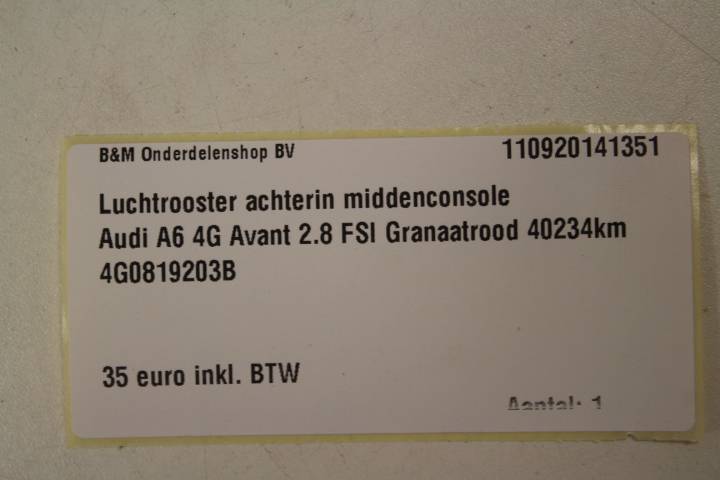 B&M Onderdelenshop BV 110920141351
Luchtrooster achterin middenconsole
Audi A6 4G Avant 2.8 FSI Granaatrood 40234km
4G0819203B
35 euro inkl. BTW
Aantal: 1